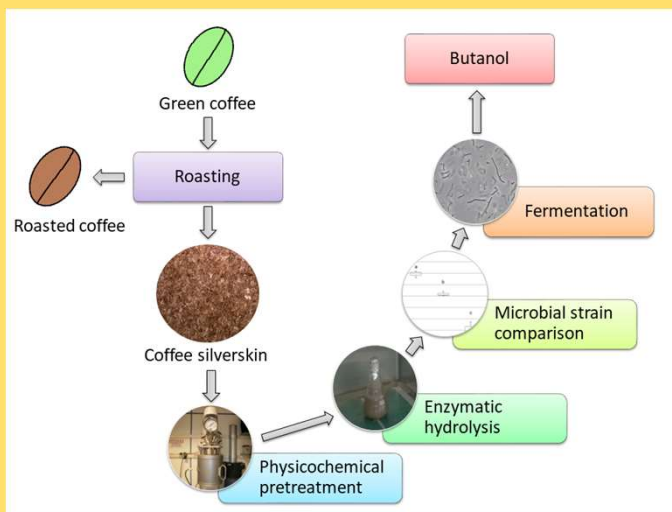 Green coffee
Roasting
Roasted coffee
Coffee silverskin
Physicochemical
pretreatment
Enzymatic
hydrolysis
Microbial strain
comparison
Fermentation
Butanol